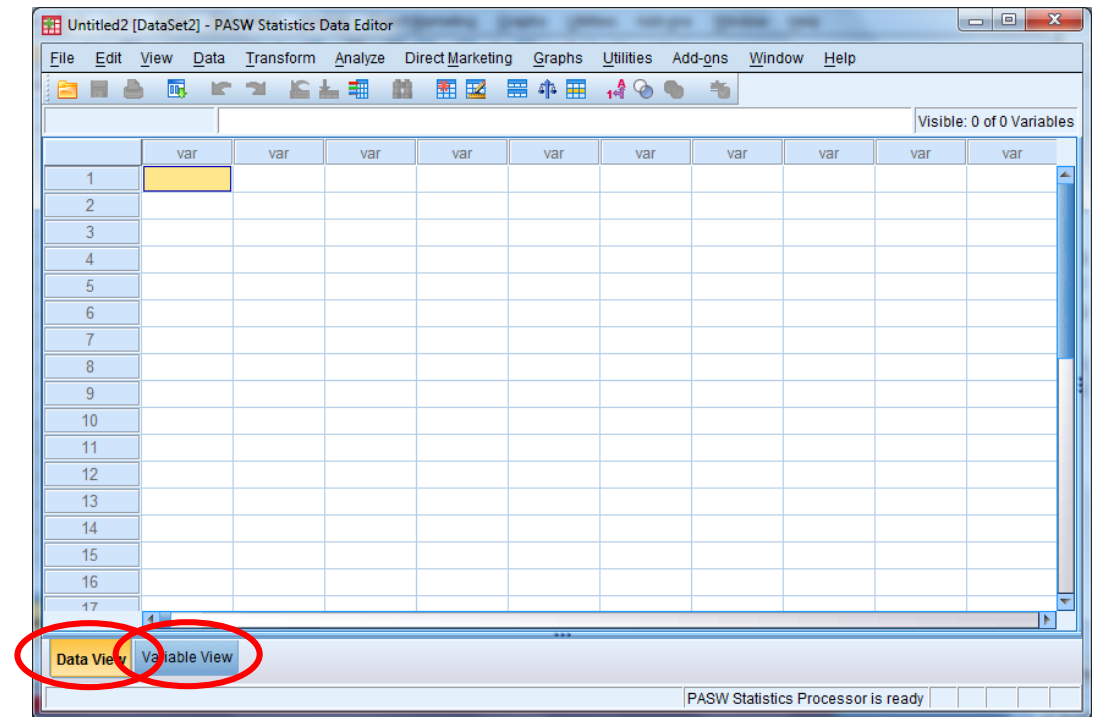 Untitled2 [DataSet2] - PASW Statistics Data Editor
File Edit View Data Transform Analyze Direct Marketing Graphs Utilities Add-ons Window Help
Visible: 0 of 0 Variables
var var var var var var var var var var
1
2
3
4
5
6
7
8
9
10
11
12
13
14
15
16
17
Data View Variable View
PASW Statistics Processor is ready